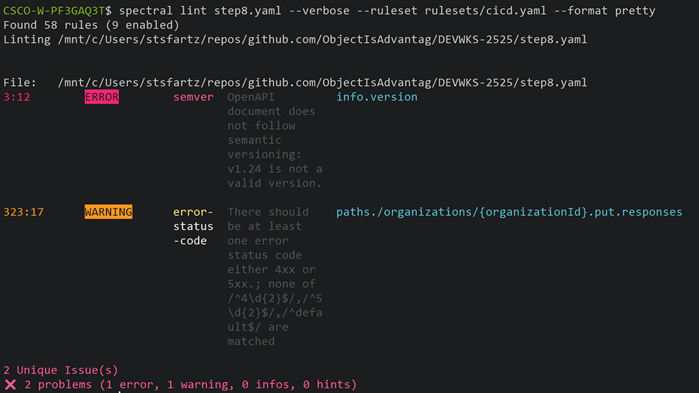 CSCO-W-PF3GAQ3T$ spectral lint step8.yaml --verbose --ruleset rulesets/cicd.yaml --format pretty
Found 58 rules (9 enabled)
Linting /mnt/c/Users/stsfartz/repos/github.com/ObjectIsAdvantag/DEVWKS-2525/step8.yaml
File:   /mnt/c/Users/stsfartz/repos/github.com/ObjectIsAdvantag/DEVWKS-2525/step8.yaml
3:12 ERROR semver OpenAPI info.version
document does
not follow
semantic
versioning:
v1.24 is not a
valid version.
323:17 WARNING error- There should paths./organizations/{organizationId}.put.responses
status be at least
-code one error
status code
either 4xx or
5xx.; none of
/^4\d{2}$/,/^5
\d{2}$/,/^defa
ult$/ are
matched
2 Unique Issue(s)
❌ 2 problems (1 error, 1 warning, 0 infos, 0 hints)